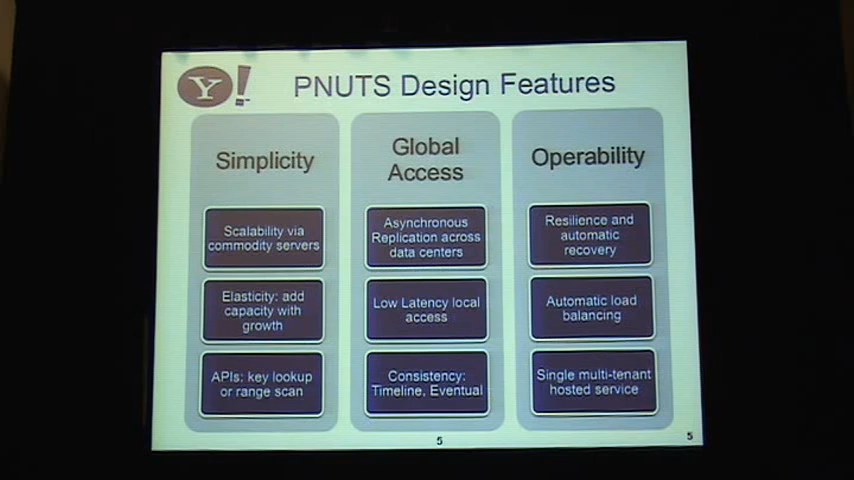 Y!
PNUTS Design Features
Simplicity
Scalability via
commodity servers
Elasticity: add
capacity with
growth
APIs: key lookup
or range scan
Global
Access
Asynchronous
Replication across
data centers
Low Latency local
access
Consistency:
Timeline, Eventual
Operability
Resilience and
automatic
recovery
Automatic load
balancing
Single multi-tenant
hosted service
5
5